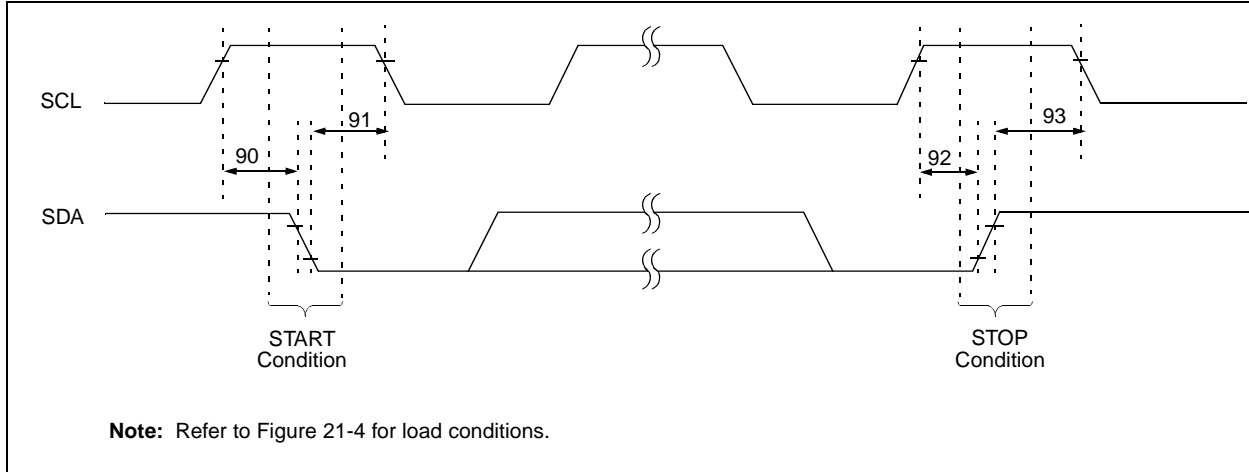 SCL
91
93
90
92
SDA
START
Condition
STOP
Condition
Note: Refer to Figure 21-4 for load conditions.